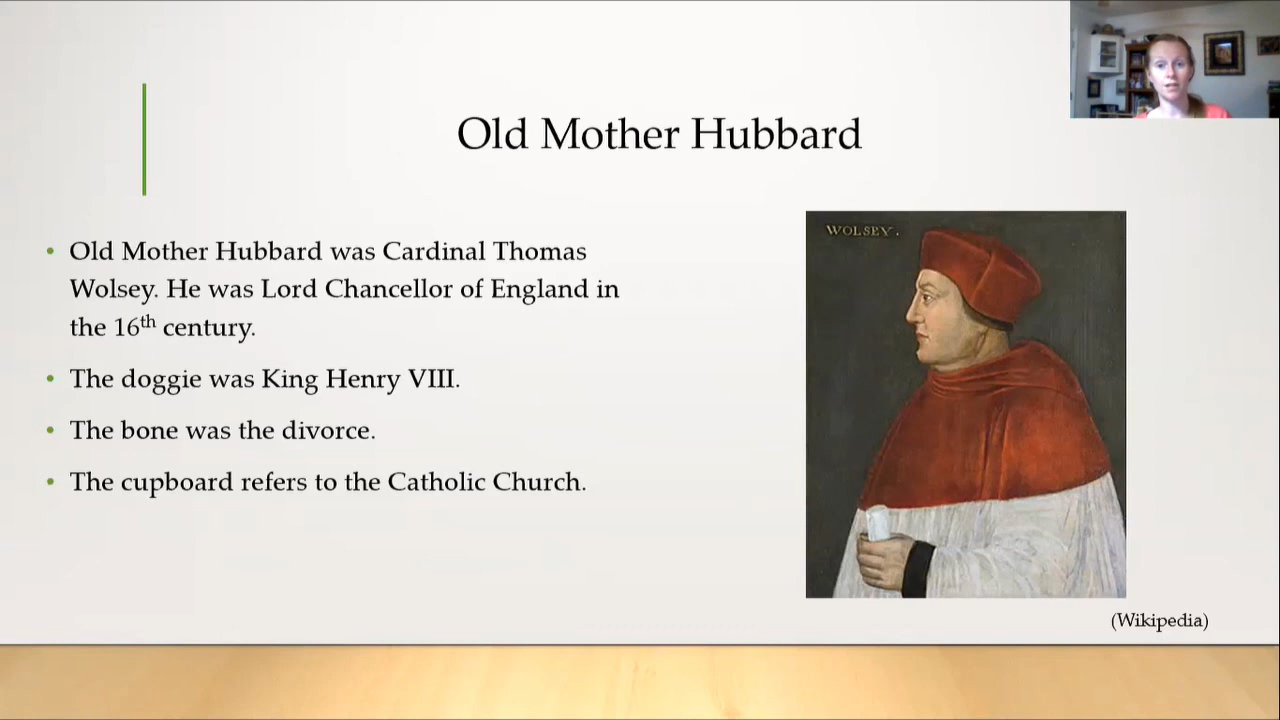 Old Mother Hubbard
• Old Mother Hubbard was Cardinal Thomas
Wolsey. He was Lord Chancellor of England in
the 16th century.
• The doggie was King Henry VIII.
• The bone was the divorce.
• The cupboard refers to the Catholic Church.
WOLSEY.
(Wikipedia)